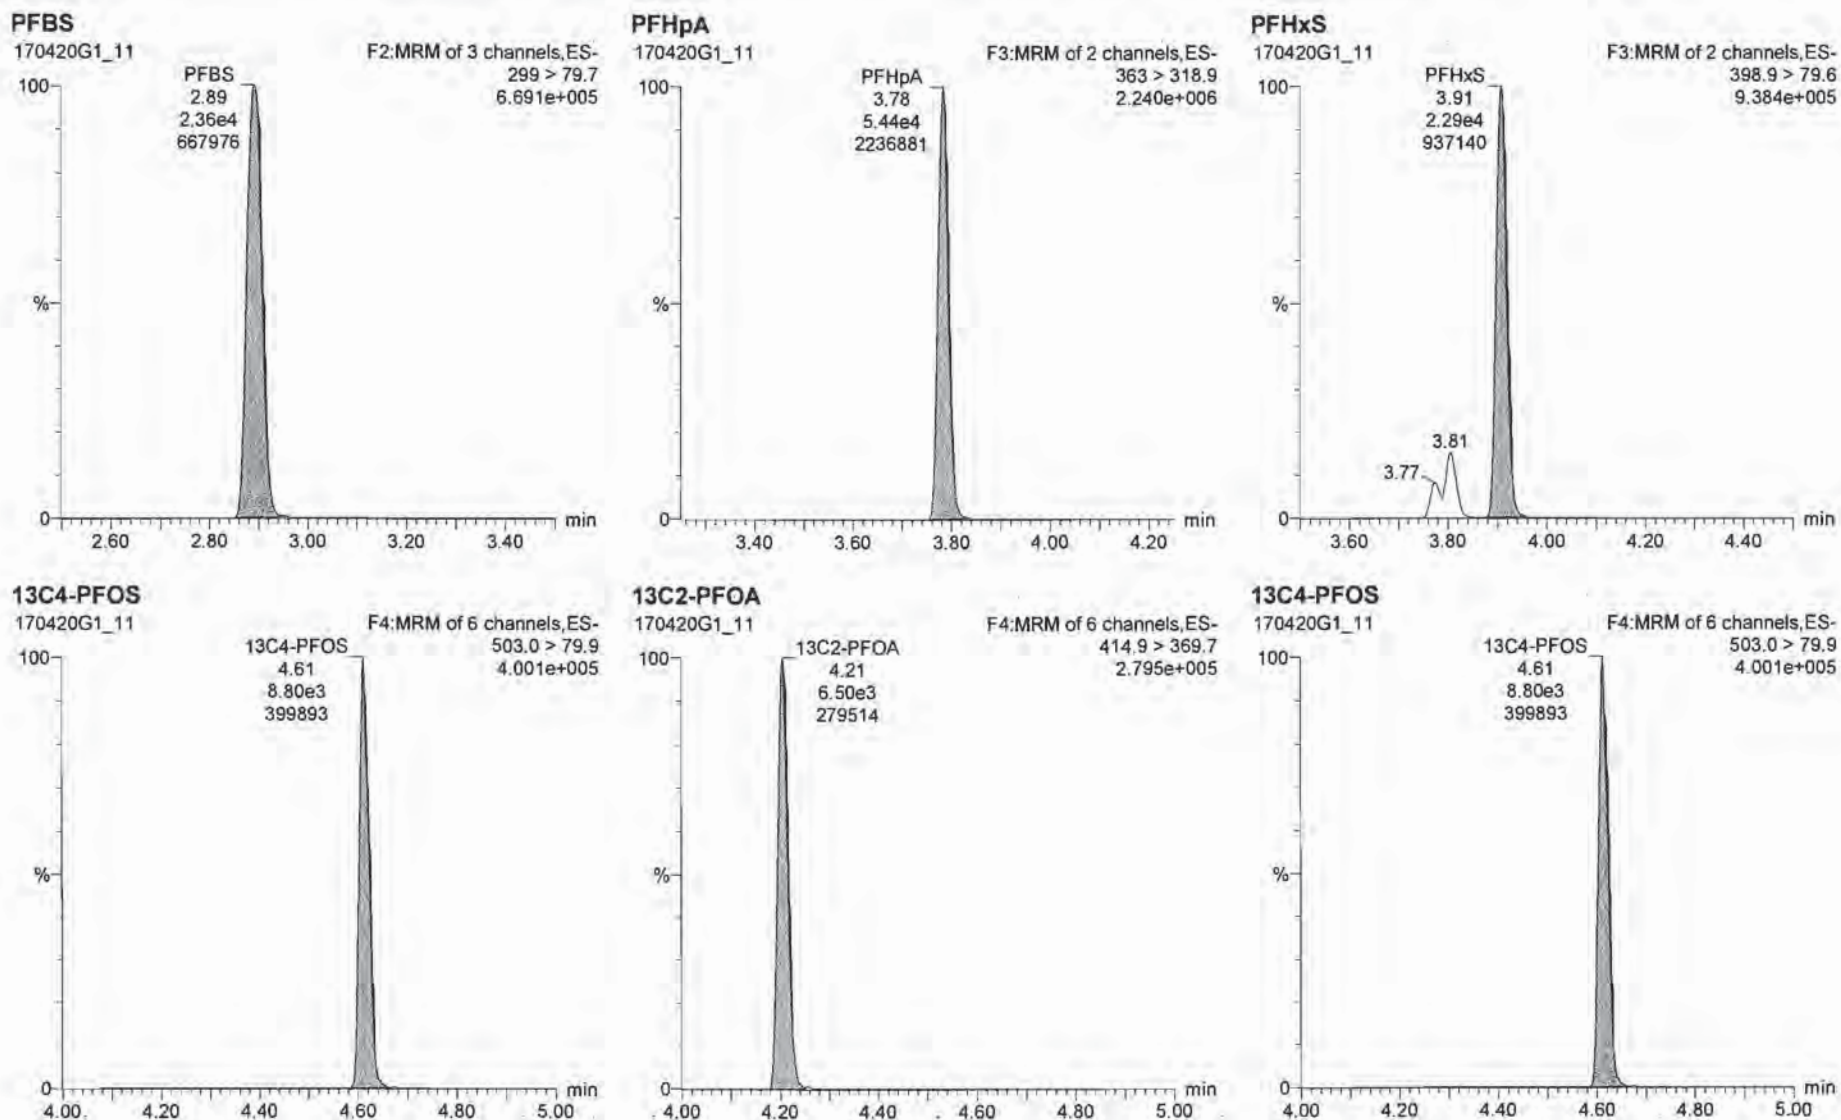 PFBS
170420G1_11
F2:MRM of 3 channels,ES-
299 > 79.7
6.691e+005
PFBS
2.89
2.36e4
667976
100
%
0
2.60 2.80 3.00 3.20 3.40
min
PFHpA
170420G1_11
F3:MRM of 2 channels,ES-
363 > 318.9
2.240e+006
PFHpA
3.78
5.44e4
2236881
100
%
0
3.40 3.60 3.80 4.00 4.20
min
PFHxS
170420G1_11
F3:MRM of 2 channels,ES-
398.9 > 79.6
9.384e+005
PFHxS
3.91
2.29e4
937140
3.81
3.77
100
%
0
3.60 3.80 4.00 4.20 4.40
min
13C4-PFOS
170420G1_11
F4:MRM of 6 channels,ES-
503.0 > 79.9
4.001e+005
13C4-PFOS
4.61
8.80e3
399893
100
%
0
4.00 4.20 4.40 4.60 4.80 5.00
min
13C2-PFOA
170420G1_11
F4:MRM of 6 channels,ES-
414.9 > 369.7
2.795e+005
13C2-PFOA
4.21
6.50e3
279514
100
%
0
4.00 4.20 4.40 4.60 4.80 5.00
min
13C4-PFOS
170420G1_11
F4:MRM of 6 channels,ES-
503.0 > 79.9
4.001e+005
13C4-PFOS
4.61
8.80e3
399893
100
%
0
4.00 4.20 4.40 4.60 4.80 5.00
min